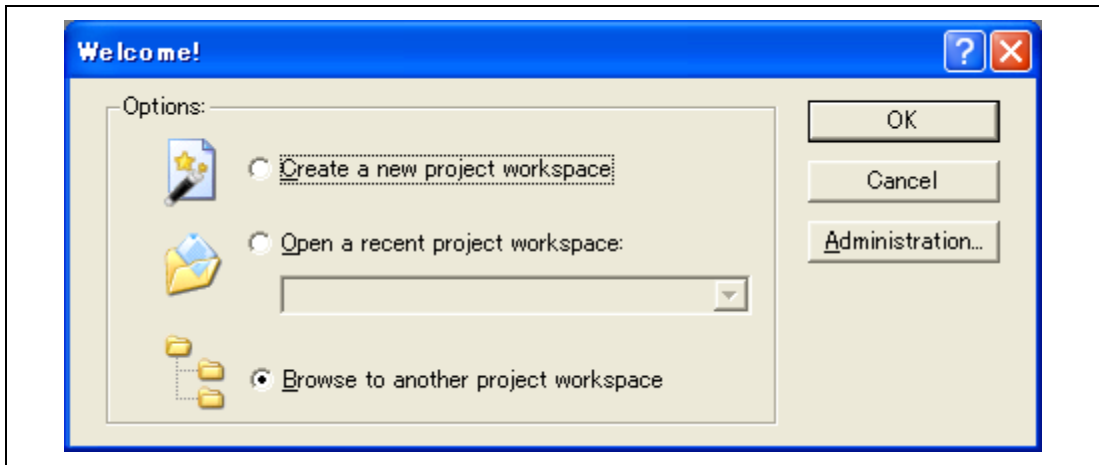 Welcome!
Options:
Create a new project workspace
Open a recent project workspace:
Browse to another project workspace
OK
Cancel
Administration...